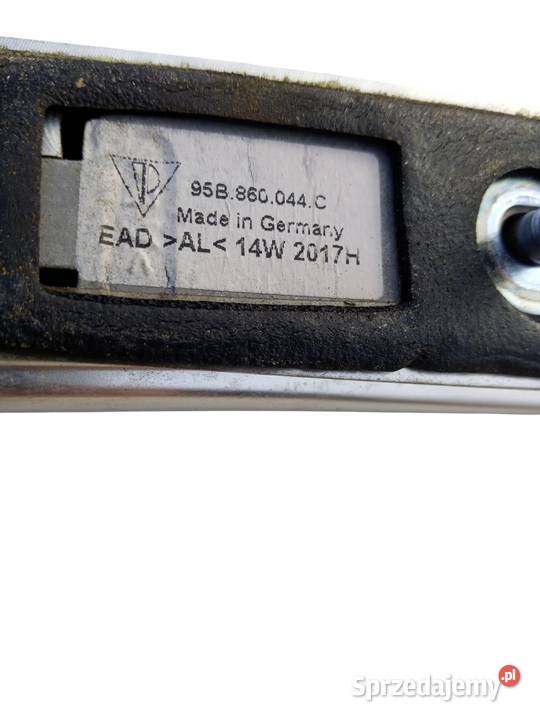 95B.860.044.C
Made in Germany
EAD >AL< 14W 2017H
Sprzedajemy.pl